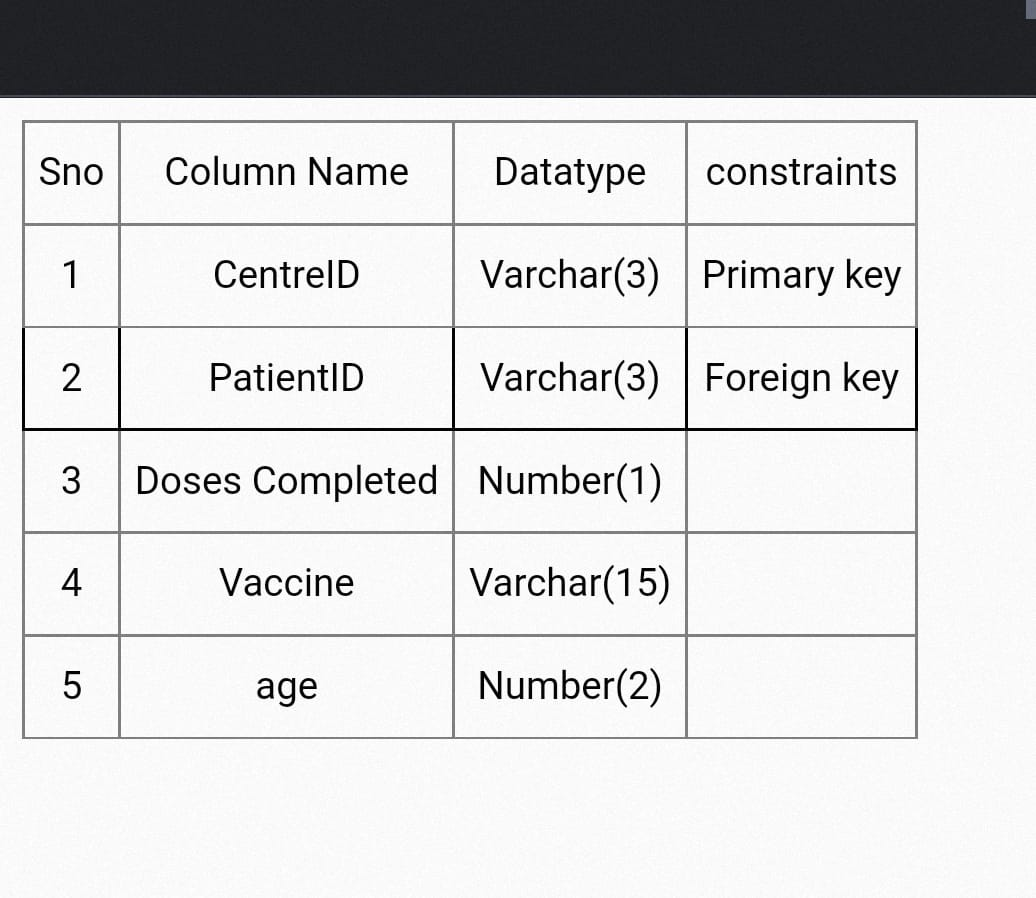 Sno Column Name Datatype constraints
1 CentreID Varchar(3) Primary key
2 PatientID Varchar(3) Foreign key
3 Doses Completed Number(1)
4 Vaccine Varchar(15)
5 age Number(2)